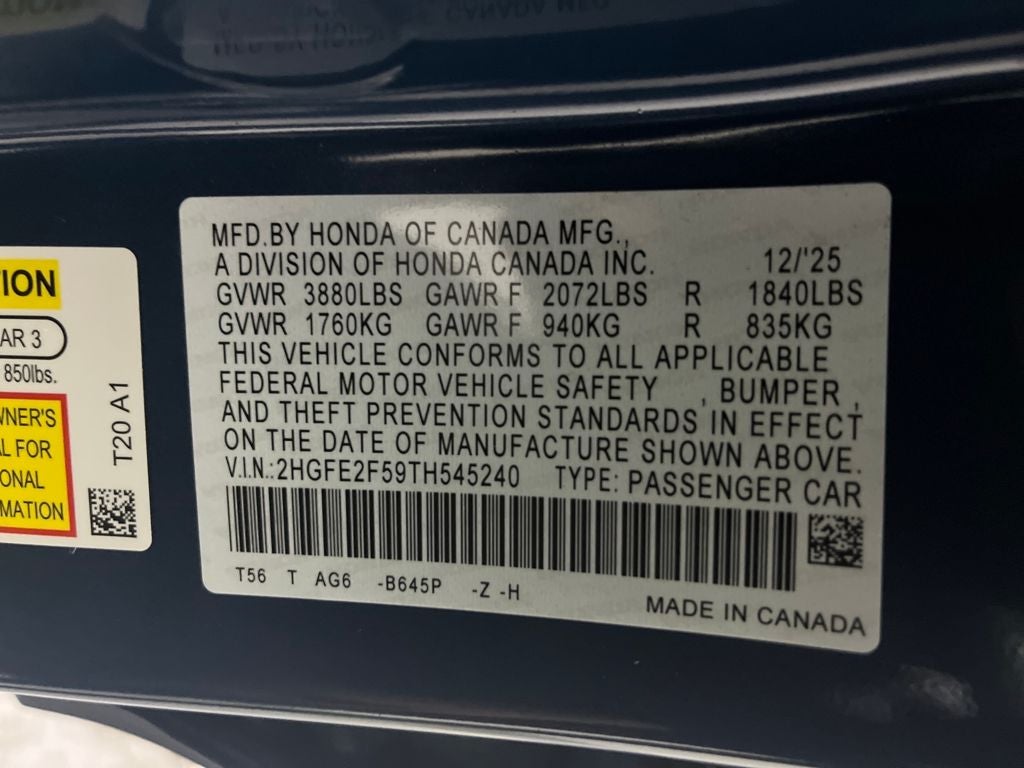 TION
AR 3
850lbs.
WNER'S
AL FOR
ONAL
MATION
T20 A1
MFD.BY HONDA OF CANADA MFG.,
A DIVISION OF HONDA CANADA INC. 12/'25
GVWR 3880LBS GAWR F 2072LBS R 1840LBS
GVWR 1760KG GAWR F 940KG R 835KG
THIS VEHICLE CONFORMS TO ALL APPLICABLE
FEDERAL MOTOR VEHICLE SAFETY , BUMPER ,
AND THEFT PREVENTION STANDARDS IN EFFECT
ON THE DATE OF MANUFACTURE SHOWN ABOVE.
V.I.N.:2HGFE2F59TH545240 TYPE: PASSENGER CAR
T56 T AG6 -B645P -Z -H
MADE IN CANADA